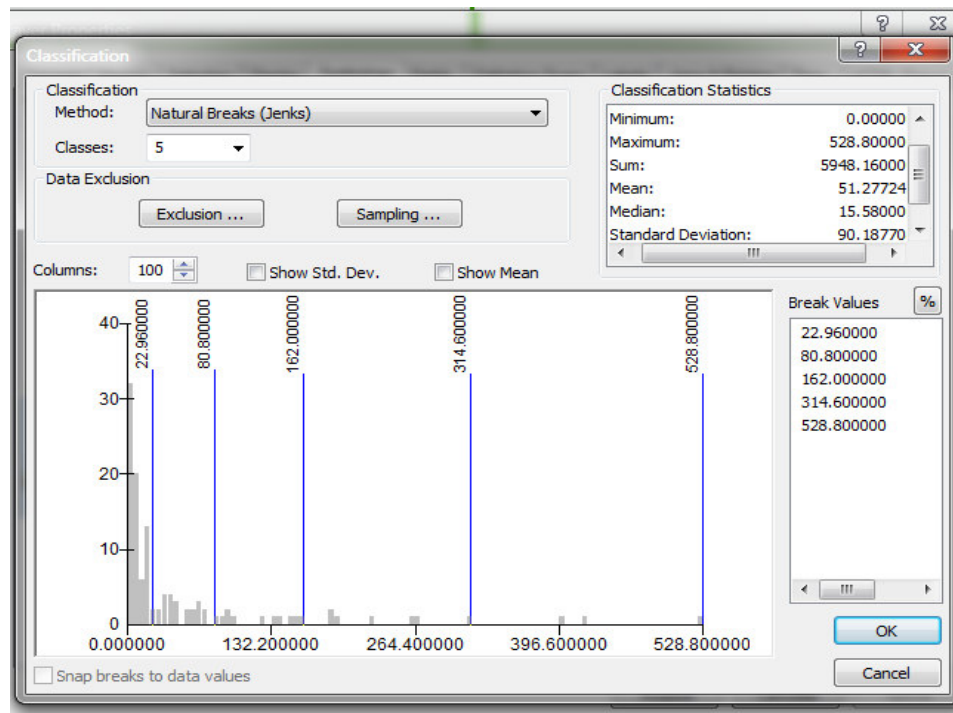 Classification
Classification
Method: Natural Breaks (Jenks)
Classes: 5
Data Exclusion
Exclusion ...
Sampling ...
Classification Statistics
Minimum: 0.00000
Maximum: 528.80000
Sum: 5948.16000
Mean: 51.27724
Median: 15.58000
Standard Deviation: 90.18770
Columns: 100
Show Std. Dev.
Show Mean
Break Values
%
22.960000
80.800000
162.000000
314.600000
528.800000
22.960000
80.800000
162.000000
314.600000
528.800000
40
30
20
10
0
0.000000
132.200000
264.400000
396.600000
528.800000
Snap breaks to data values
OK
Cancel